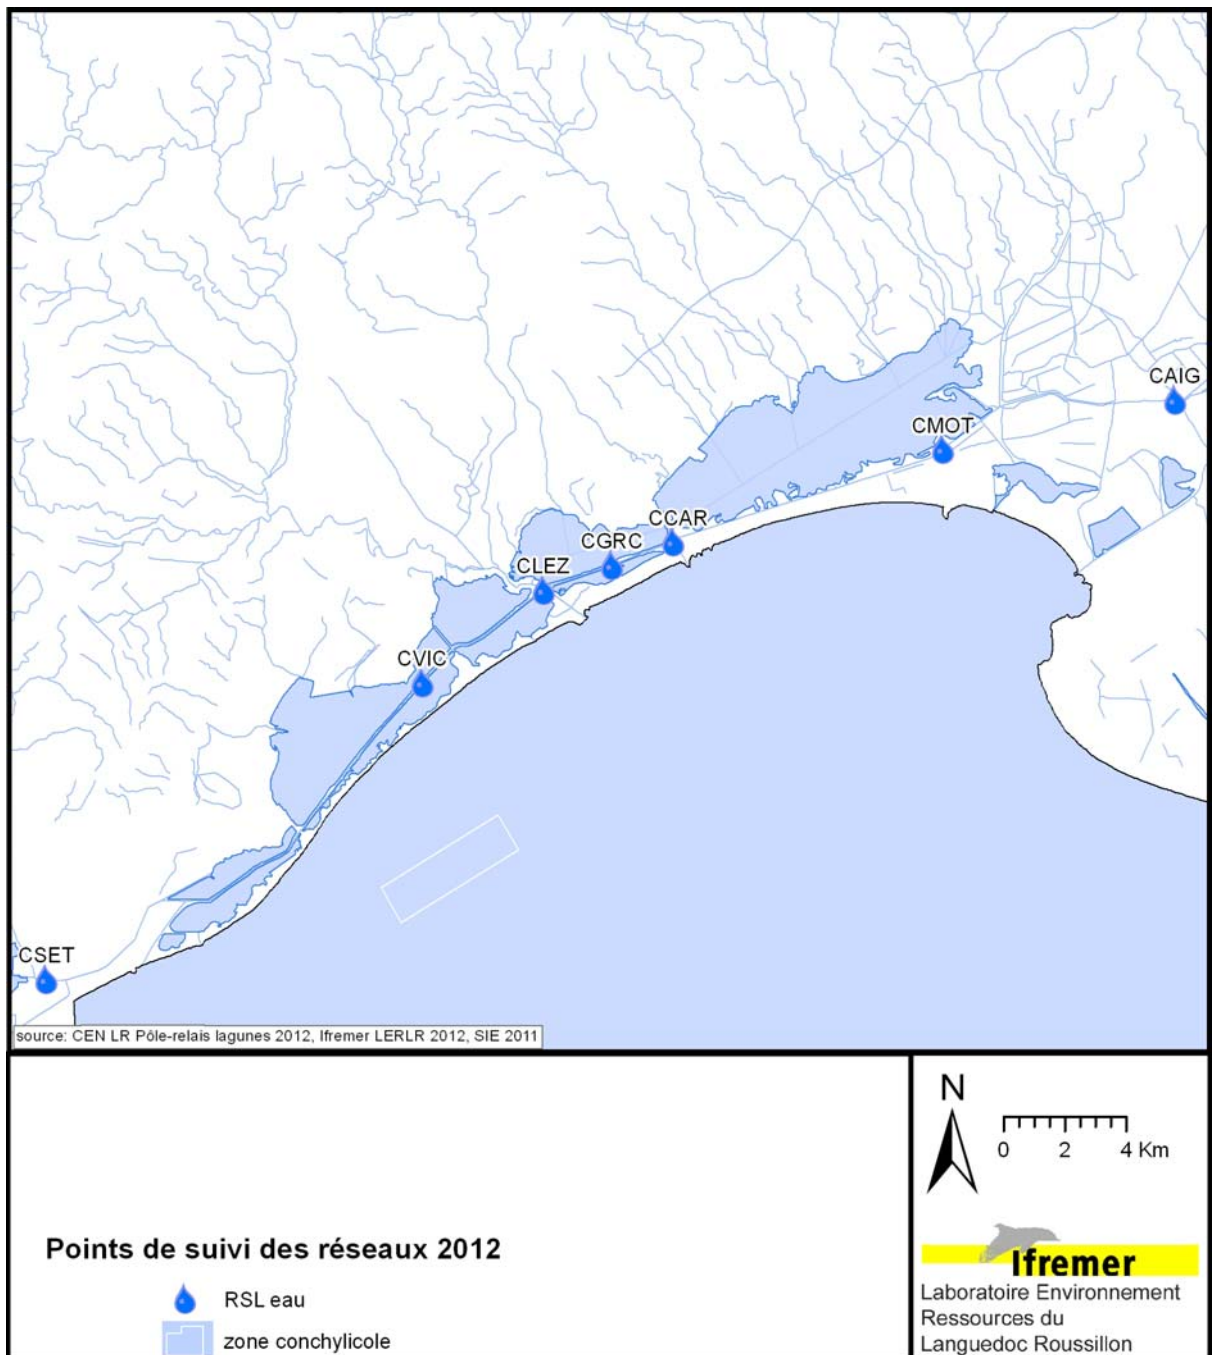 CAIG
CMOT
CCAR
CGRC
CLEZ
CVIC
CSET
source: CEN LR Pôle-relais lagunes 2012, Ifremer LERLR 2012, SIE 2011
N
0 2 4 Km
Points de suivi des réseaux 2012
RSL eau
zone conchylicole
Ifremer
Laboratoire Environnement
Ressources du
Languedoc Roussillon